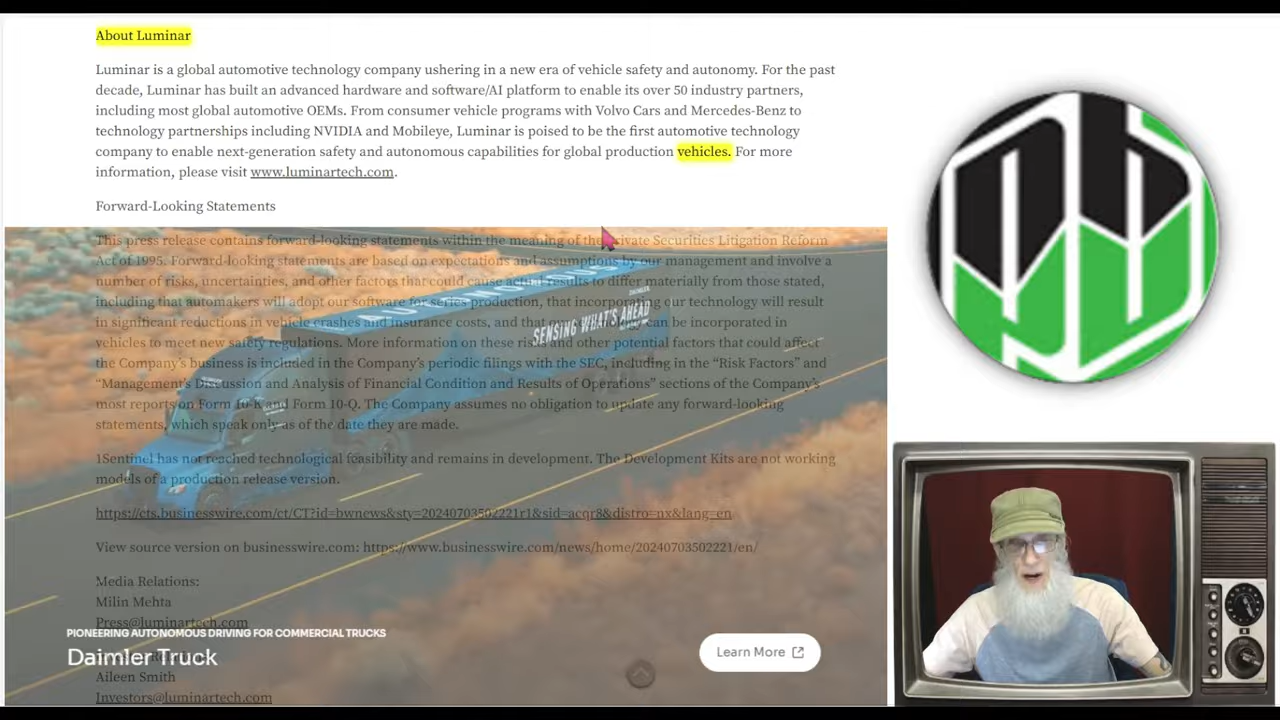 About Luminar
Luminar is a global automotive technology company ushering in a new era of vehicle safety and autonomy. For the past
decade, Luminar has built an advanced hardware and software/AI platform to enable its over 50 industry partners,
including most global automotive OEMs. From consumer vehicle programs with Volvo Cars and Mercedes-Benz to
technology partnerships including NVIDIA and Mobileye, Luminar is poised to be the first automotive technology
company to enable next-generation safety and autonomous capabilities for global production vehicles. For more
information, please visit www.luminartech.com.
Forward-Looking Statements
This press release contains forward-looking statements within the meaning of the Private Securities Litigation Reform
Act of 1995. Forward-looking statements are based on expectations and assumptions by our management and involve a
number of risks, uncertainties, and other factors that could cause actual results to differ materially from those stated,
including that automakers will adopt our software for series production, that incorporating our technology will result
in significant reductions in vehicle crashes and insurance costs, and that our technology can be incorporated in
vehicles to meet new safety regulations. More information on these risks and other potential factors that could affect
the Company's business is included in the Company's periodic filings with the SEC, including in the “Risk Factors” and
“Management's Discussion and Analysis of Financial Condition and Results of Operations” sections of the Company's
most reports on Form 10-K and Form 10-Q. The Company assumes no obligation to update any forward-looking
statements, which speak only as of the date they are made.
AUTONOMOUS
SENSING WHAT'S AHEAD
1Sentinel has not reached technological feasibility and remains in development. The Development Kits are not working
models of a production release version.
https://cts.businesswire.com/ct/CT?id=bwnews&sty=20240703502221r1&sid=acqr8&distro=nx&lang=en
View source version on businesswire.com: https://www.businesswire.com/news/home/20240703502221/en/
Media Relations:
Milin Mehta
Press@luminartech.com
PIONEERING AUTONOMOUS DRIVING FOR COMMERCIAL TRUCKS
Daimler Truck
Learn More
Aileen Smith
Investors@luminartech.com